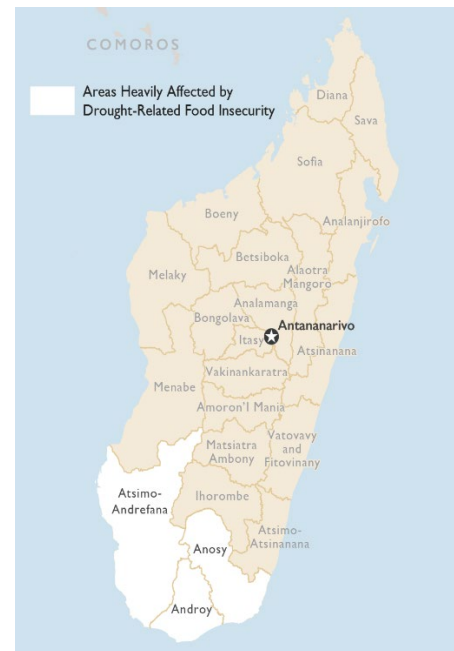 COMOROS
Areas Heavily Affected by
Drought-Related Food Insecurity
Diana
Sava
Sofia
Analanjirofo
Boeny
Betsiboka
Melaky
Alaotra
Mangoro
Analamanga
Bongolava
Antananarivo
Itasy
Atsinanana
Vakinankaratra
Menabe
Amoron'I Mania
Matsiatra
Ambony
Vatovavy
and
Fitovinany
Atsimo-
Andrefana
Ihorombe
Atsimo-
Atsinanana
Anosy
Androy